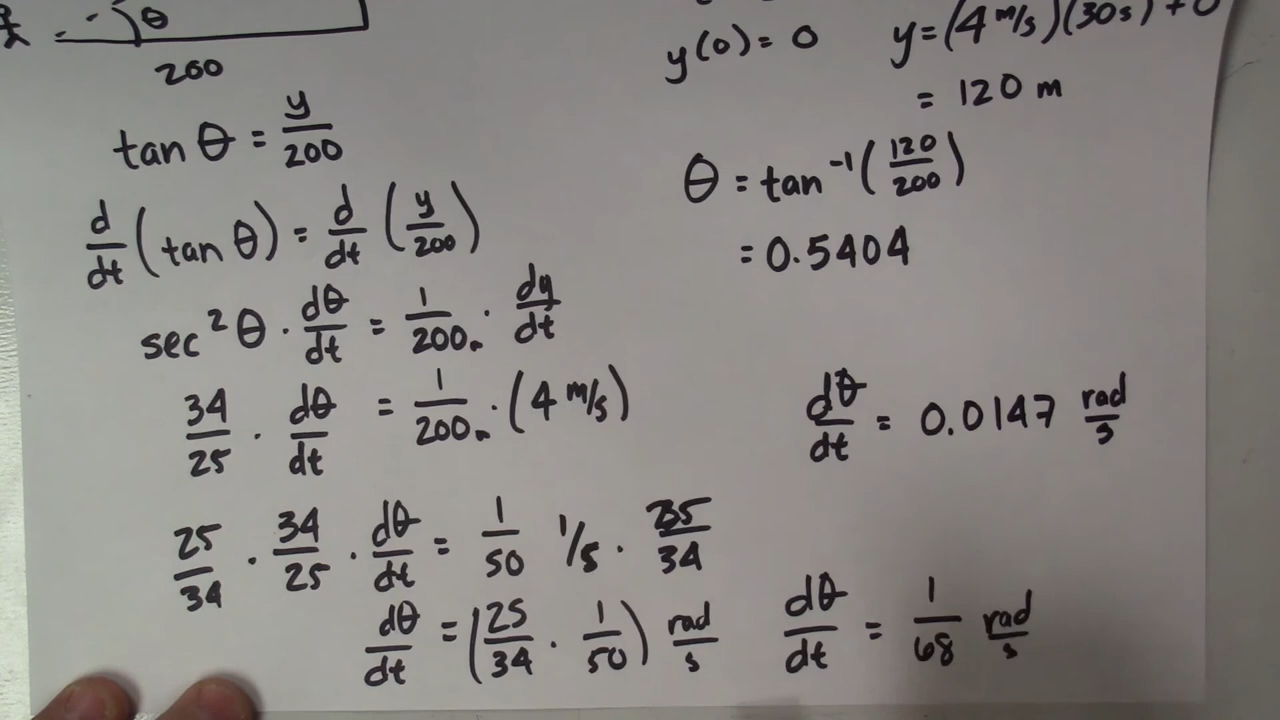 θ
200
tan θ = y/200
d/dt (tan θ) = d/dt (y/200)
sec²θ · dθ/dt = 1/200m · dy/dt
34/25 · dθ/dt = 1/200m · (4 m/s)
25/34 · 34/25 · dθ/dt = 1/50 1/s · 25/34
dθ/dt = (25/34 · 1/50) rad/s
y(0) = 0
y = (4 m/s)(30s) + 0
= 120 m
θ = tan⁻¹(120/200)
= 0.5404
dθ/dt = 0.0147 rad/s
dθ/dt = 1/68 rad/s